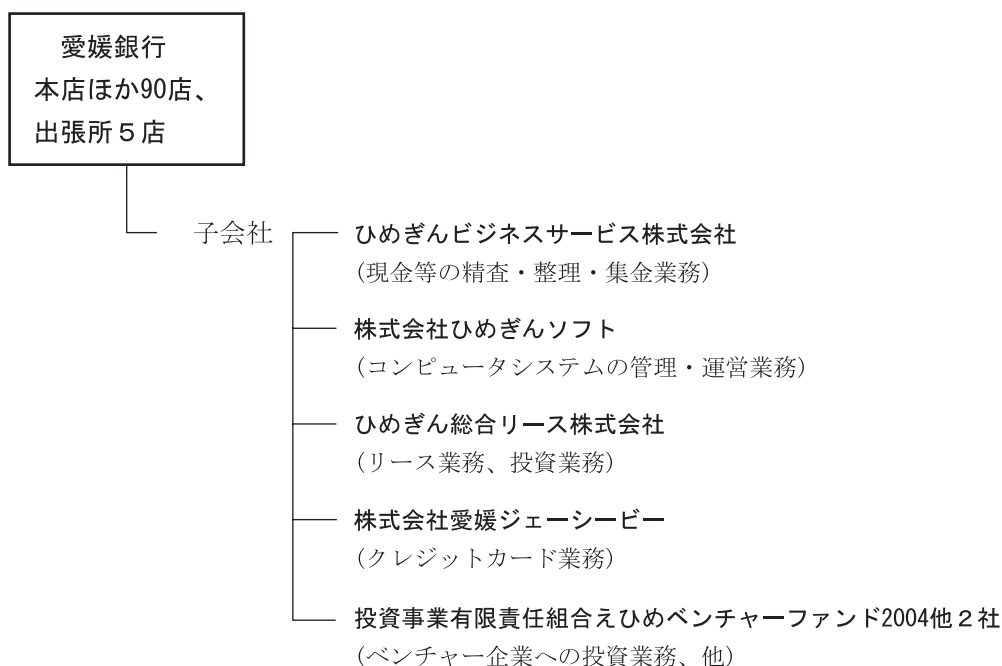 愛媛銀行
本店ほか90店、
出張所５店
子会社
ひめぎんビジネスサービス株式会社
(現金等の精査・整理・集金業務)
株式会社ひめぎんソフト
(コンピュータシステムの管理・運営業務)
ひめぎん総合リース株式会社
(リース業務、投資業務)
株式会社愛媛ジェーシービー
(クレジットカード業務)
投資事業有限責任組合えひめベンチャーファンド2004他２社
(ベンチャー企業への投資業務、他)